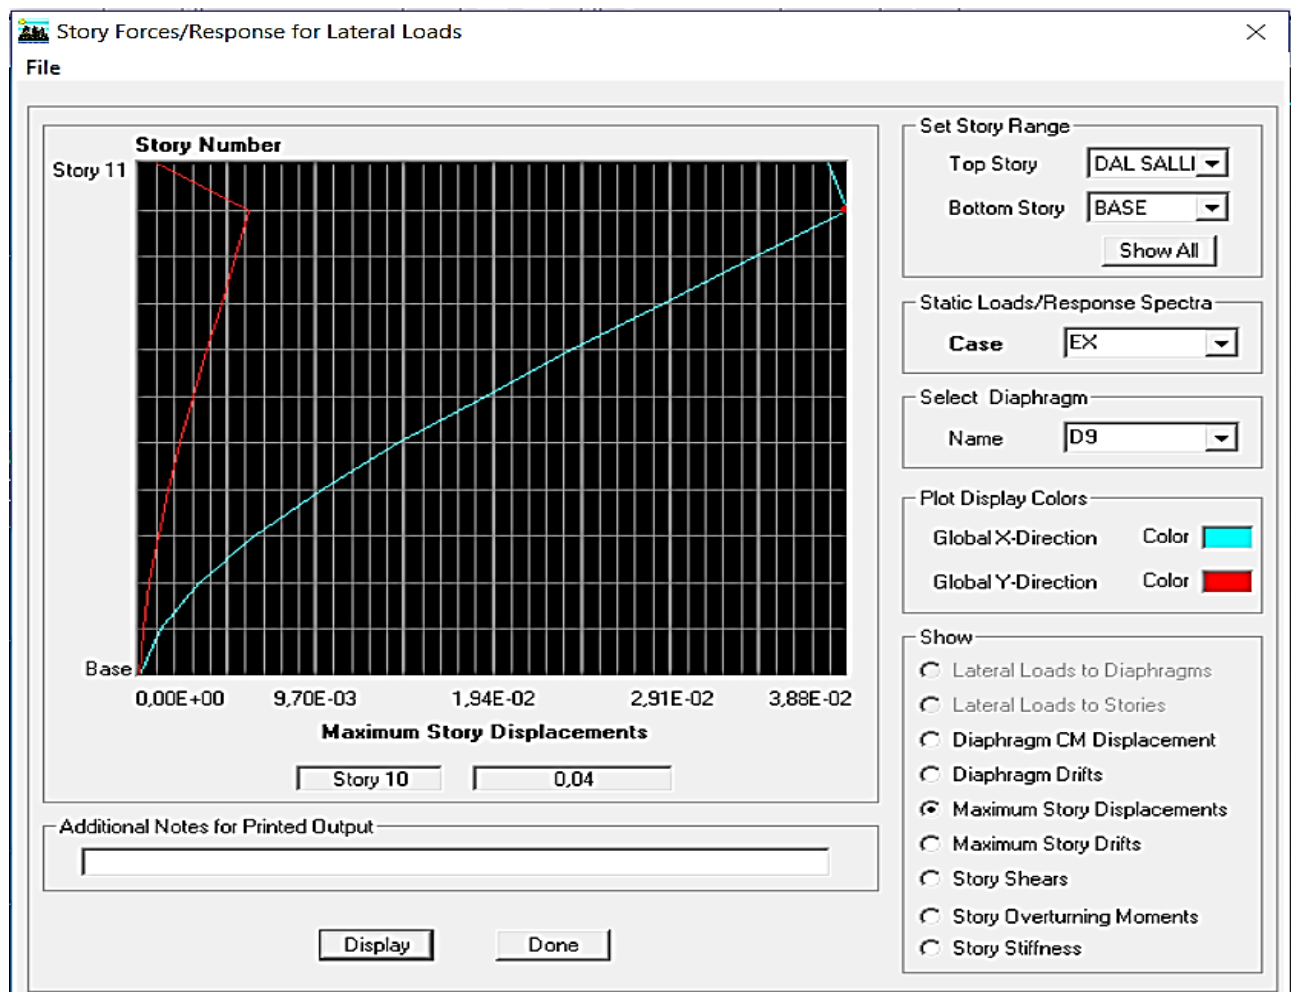 Story Forces/Response for Lateral Loads
File
Story Number
Story 11
Base
0,00E+00 9,70E-03 1,94E-02 2,91E-02 3,88E-02
Maximum Story Displacements
Story 10 0,04
Additional Notes for Printed Output
Display Done
Set Story Range
Top Story DAL SALLI
Bottom Story BASE
Show All
Static Loads/Response Spectra
Case EX
Select Diaphragm
Name D9
Plot Display Colors
Global X-Direction Color
Global Y-Direction Color
Show
Lateral Loads to Diaphragms
Lateral Loads to Stories
Diaphragm CM Displacement
Diaphragm Drifts
Maximum Story Displacements
Maximum Story Drifts
Story Shears
Story Overturning Moments
Story Stiffness